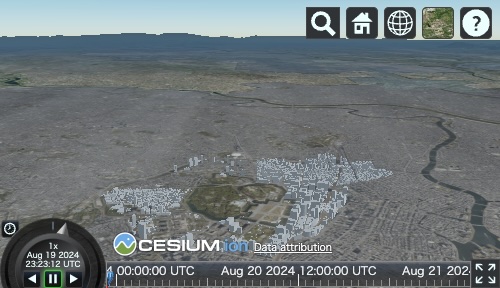 ?
CESIUM ion Data attribution
1x
Aug 19 2024
23:23:12 UTC
00:00:00 UTC Aug 20 2024 12:00:00 UTC Aug 21 202